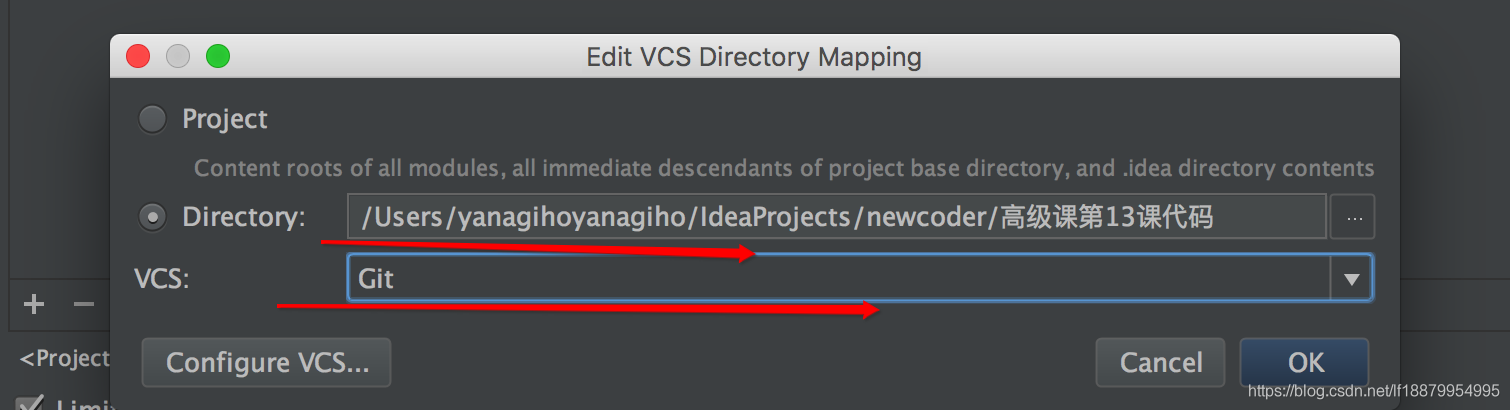 Edit VCS Directory Mapping
Project
Content roots of all modules, all immediate descendants of project base directory, and .idea directory contents
Directory: /Users/yanagihoyanagiho/IdeaProjects/newcoder/高级课第13课代码 ...
VCS: Git
<Project
Configure VCS... Cancel OK
https://blog.csdn.net/lf18879954995